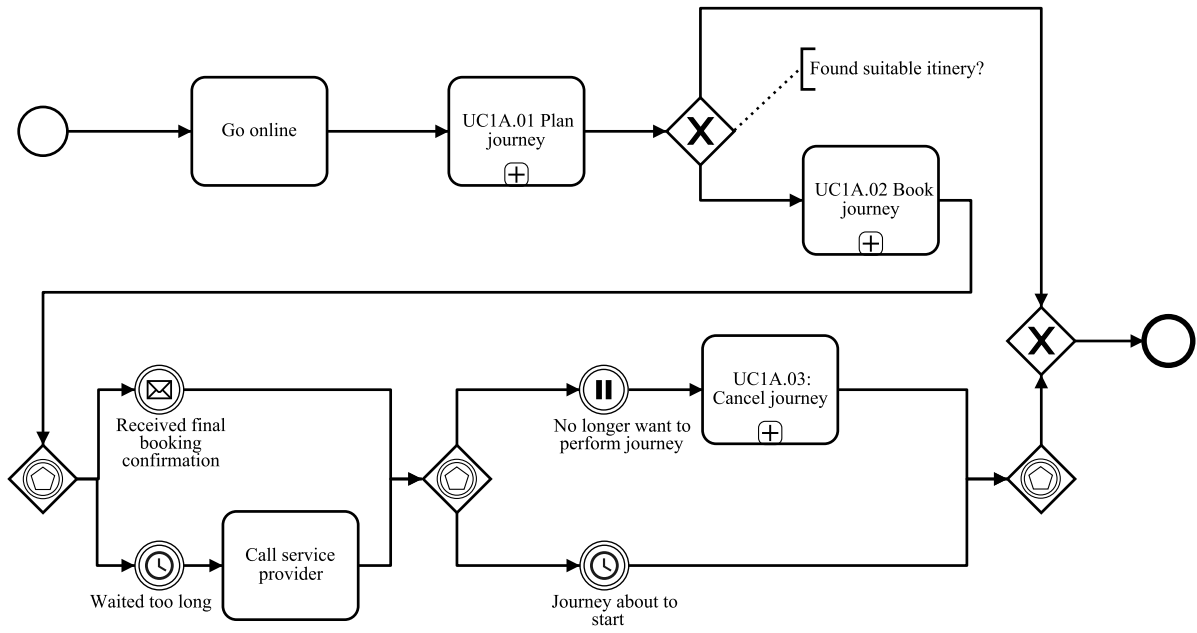 Found suitable itinery?
Go online
UC1A.01 Plan
journey
UC1A.02 Book
journey
UC1A.03:
Cancel journey
Received final
booking
confirmation
No longer want to
perform journey
Call service
provider
Waited too long
Journey about to
start